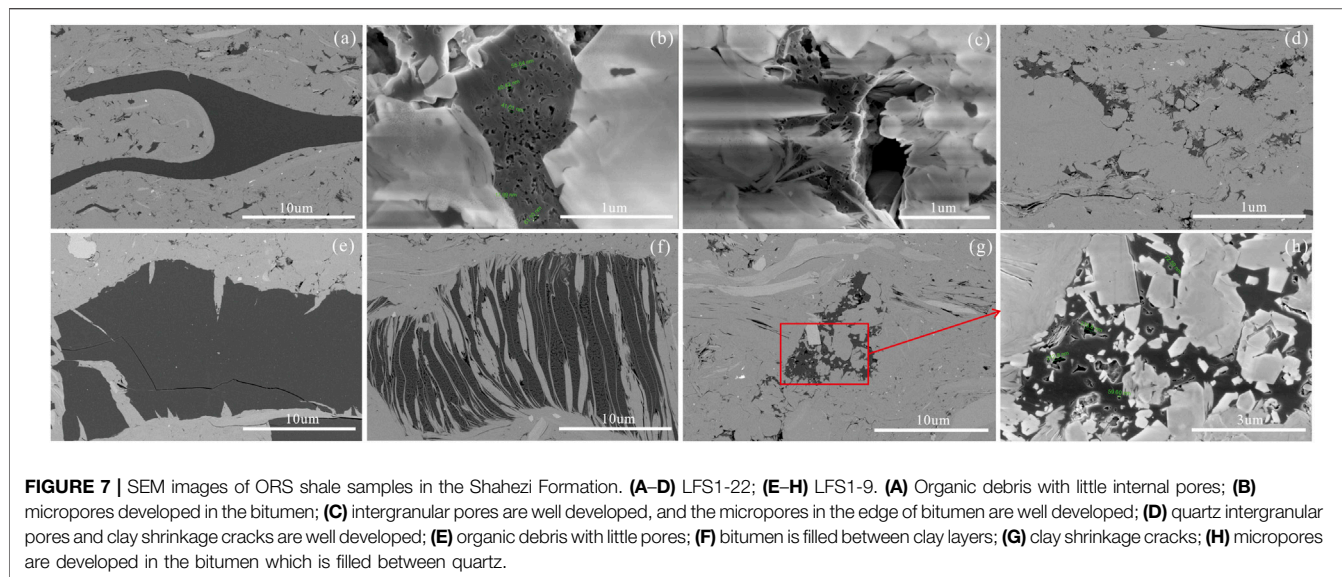 (a)
(b)
(c)
(d)
10um
1um
1um
1um
(e)
(f)
(g)
(h)
10um
10um
10um
3um
FIGURE 7 | SEM images of ORS shale samples in the Shahezi Formation. (A–D) LFS1-22; (E–H) LFS1-9. (A) Organic debris with little internal pores; (B)
micropores developed in the bitumen; (C) intergranular pores are well developed, and the micropores in the edge of bitumen are well developed; (D) quartz intergranular
pores and clay shrinkage cracks are well developed; (E) organic debris with little pores; (F) bitumen is filled between clay layers; (G) clay shrinkage cracks; (H) micropores
are developed in the bitumen which is filled between quartz.